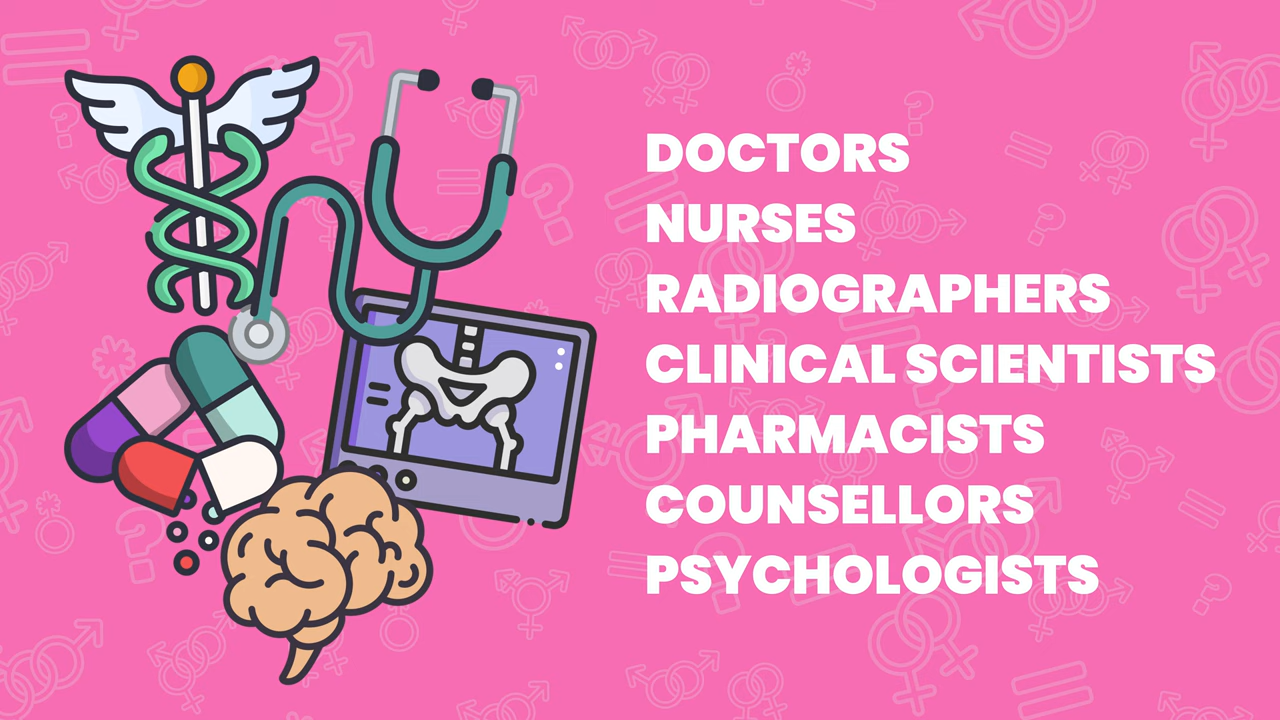 DOCTORS
NURSES
RADIOGRAPHERS
CLINICAL SCIENTISTS
PHARMACISTS
COUNSELLORS
PSYCHOLOGISTS